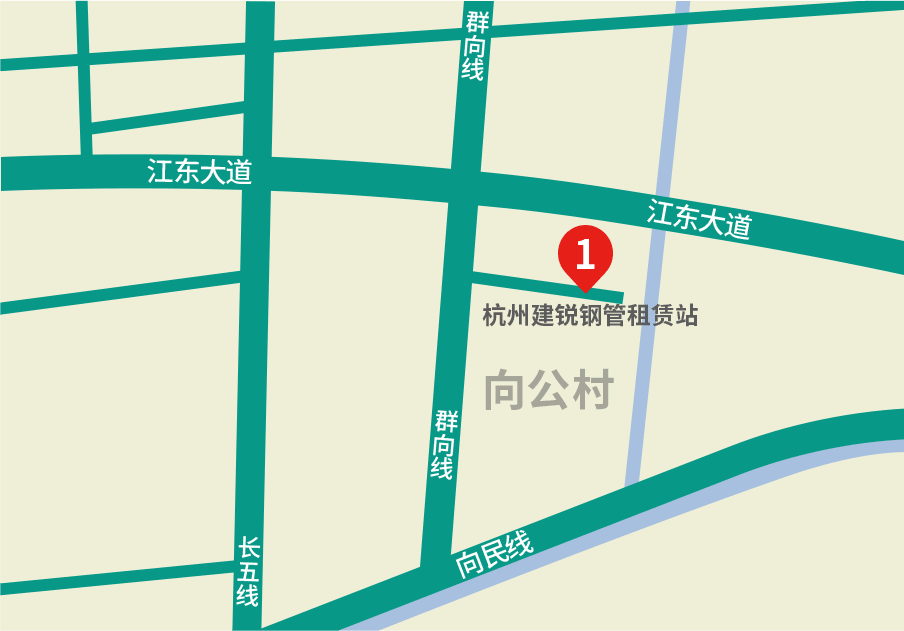 群向线
江东大道
江东大道
1
杭州建锐钢管租赁站
向公村
群向线
向民线
长五线